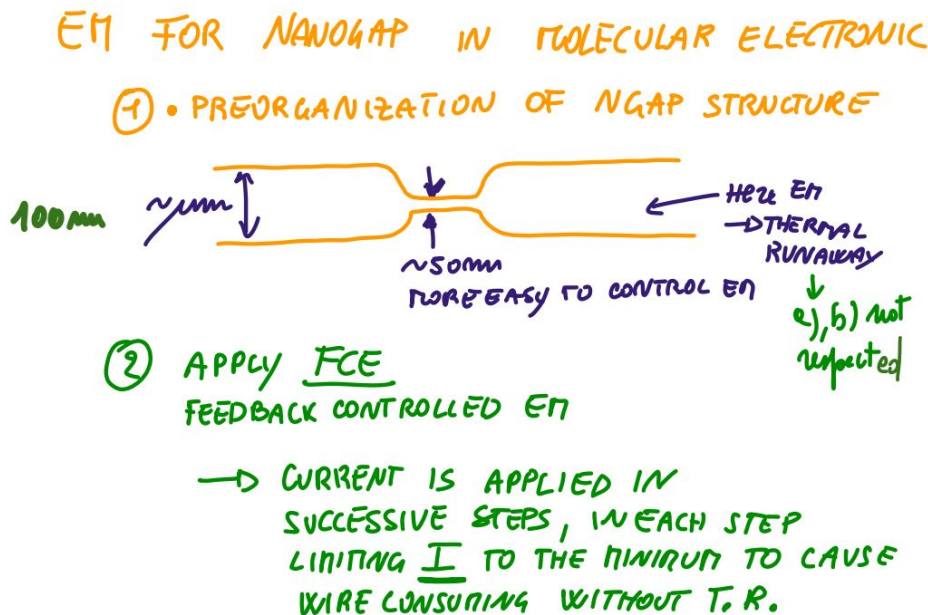 EM FOR NANOGAP IN MOLECULAR ELECTRONIC
① • PREORGANIZATION OF NGAP STRUCTURE
100nm
~μm
~50nm
MORE EASY TO CONTROL EM
HERE EM
→ THERMAL
RUNAWAY
a), b) not
respected
② APPLY FCE
FEEDBACK CONTROLLED EM
→ CURRENT IS APPLIED IN
SUCCESSIVE STEPS, IN EACH STEP
LIMITING I TO THE MINIMUM TO CAUSE
WIRE CONSUMING WITHOUT T.R.